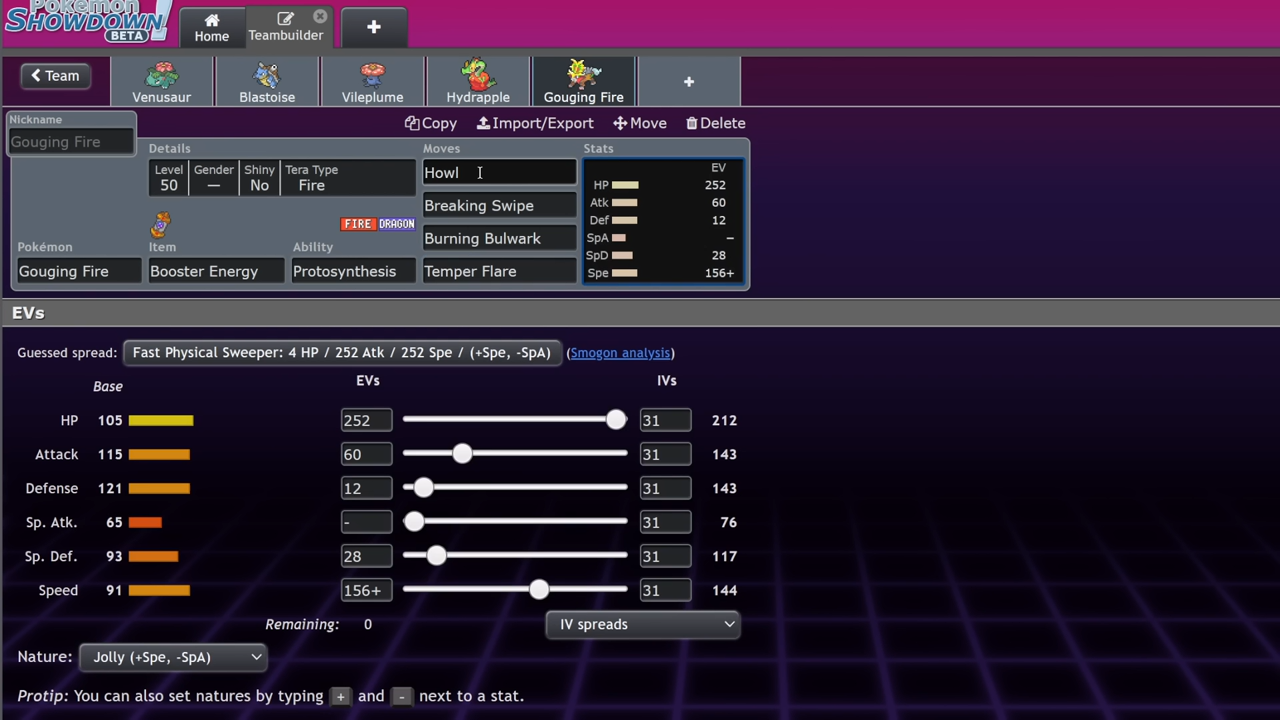 Pokémon
SHOWDOWN!
BETA
Home
Teambuilder
+
Team
Venusaur
Blastoise
Vileplume
Hydrapple
Gouging Fire
+
Nickname
Gouging Fire
Copy
Import/Export
Move
Delete
Details
Level
50
Gender
—
Shiny
No
Tera Type
Fire
FIRE DRAGON
Pokémon
Gouging Fire
Item
Booster Energy
Ability
Protosynthesis
Moves
Howl
Breaking Swipe
Burning Bulwark
Temper Flare
Stats
EV
HP 252
Atk 60
Def 12
SpA –
SpD 28
Spe 156+
EVs
Guessed spread: Fast Physical Sweeper: 4 HP / 252 Atk / 252 Spe / (+Spe, -SpA) (Smogon analysis)
Base EVs IVs
HP 105 252 31 212
Attack 115 60 31 143
Defense 121 12 31 143
Sp. Atk. 65 - 31 76
Sp. Def. 93 28 31 117
Speed 91 156+ 31 144
Remaining: 0 IV spreads
Nature: Jolly (+Spe, -SpA)
Protip: You can also set natures by typing + and - next to a stat.